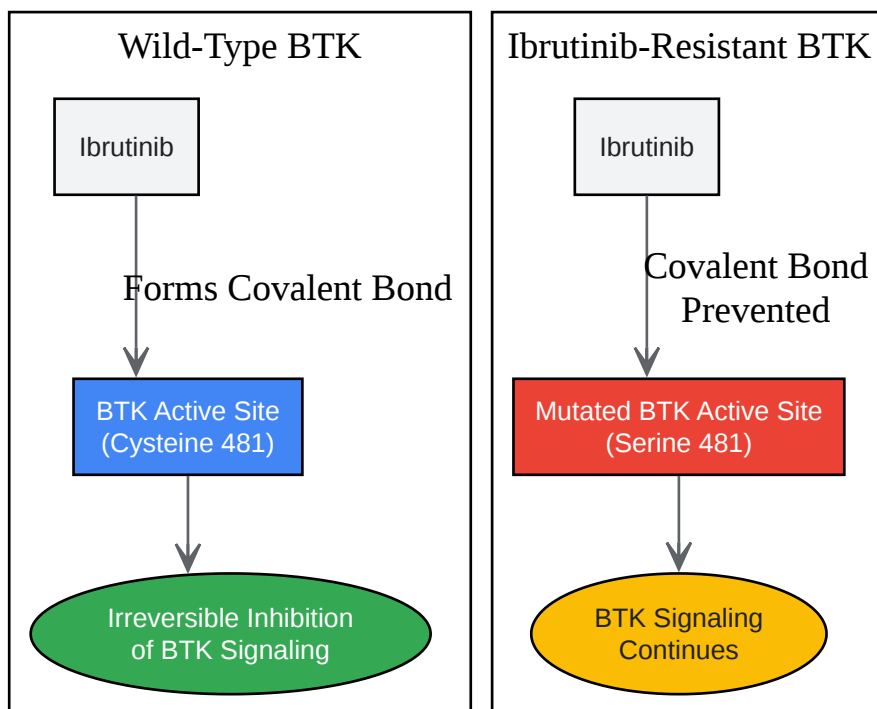 Wild-Type BTK
Ibrutinib
Forms Covalent Bond
BTK Active Site
(Cysteine 481)
Irreversible Inhibition
of BTK Signaling
Ibrutinib-Resistant BTK
Ibrutinib
Covalent Bond
Prevented
Mutated BTK Active Site
(Serine 481)
BTK Signaling
Continues